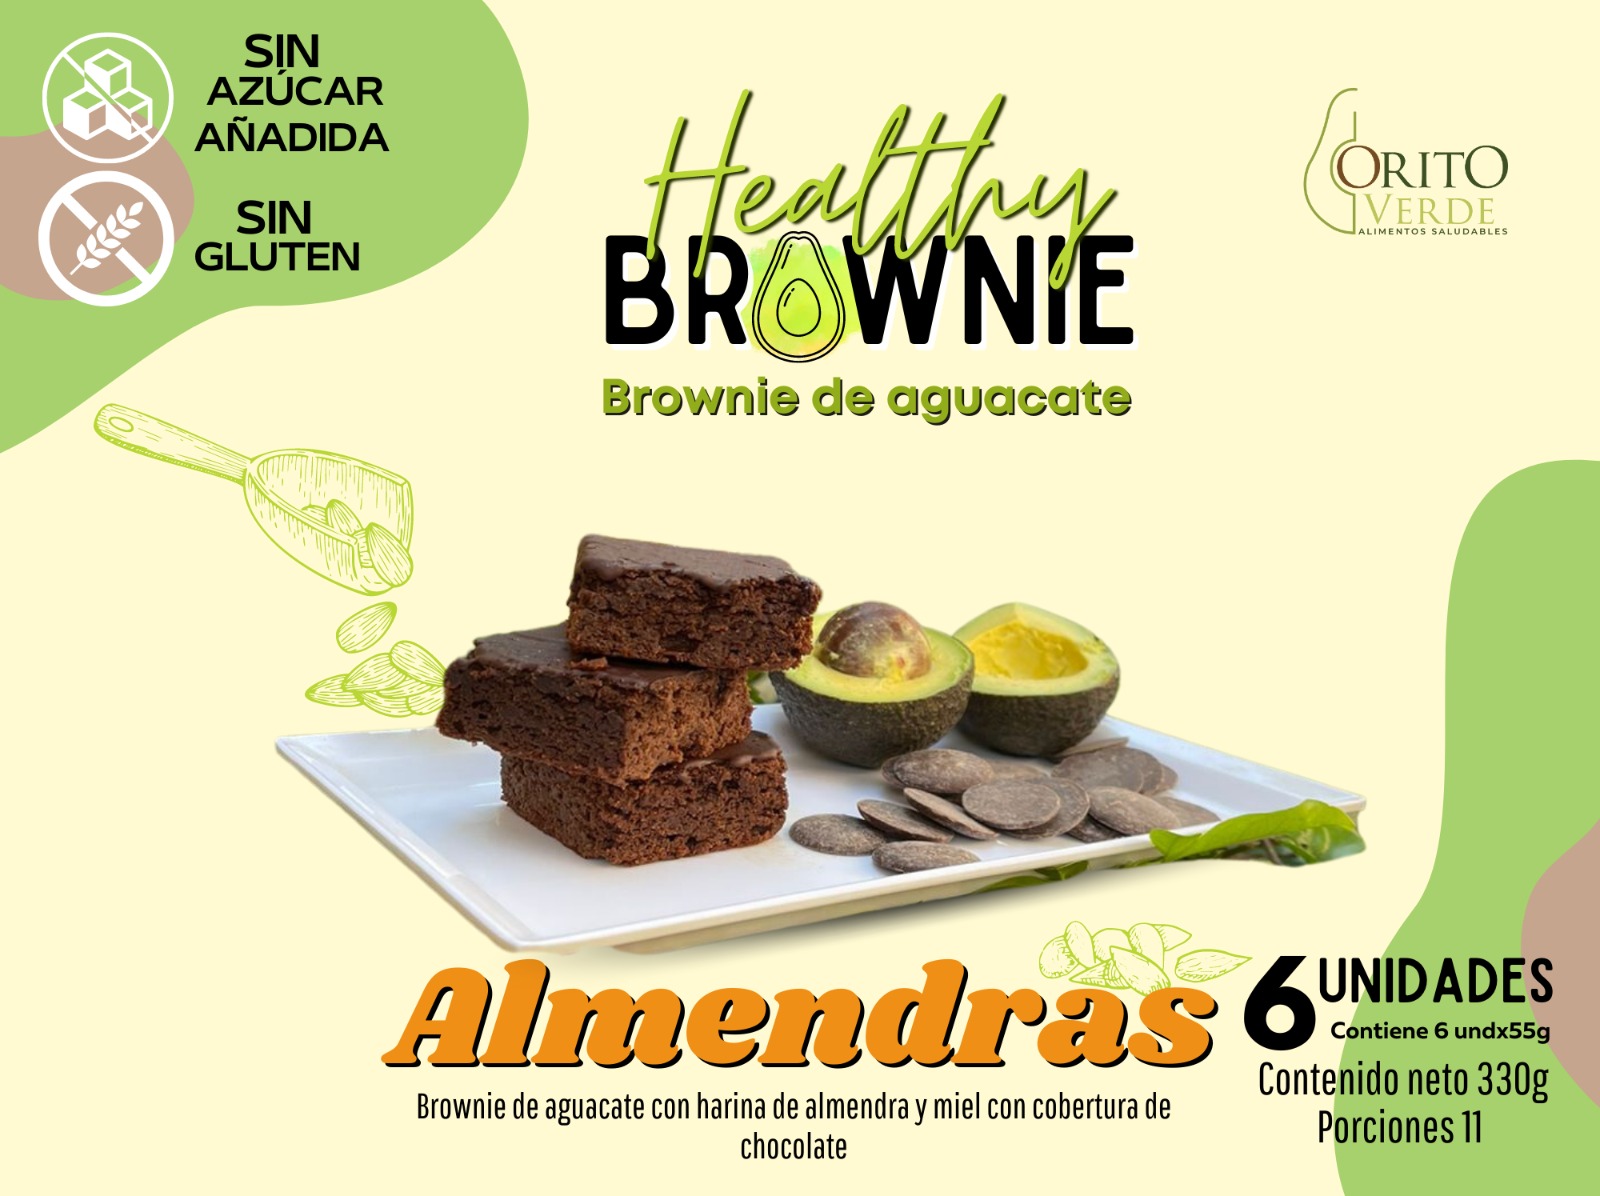 SIN
AZÚCAR
AÑADIDA
SIN
GLUTEN
Healthy
BROWNIE
Brownie de aguacate
ORITO
VERDE
ALIMENTOS SALUDABLES
Almendras
Brownie de aguacate con harina de almendra y miel con cobertura de
chocolate
6 UNIDADES
Contiene 6 undx55g
Contenido neto 330g
Porciones 11